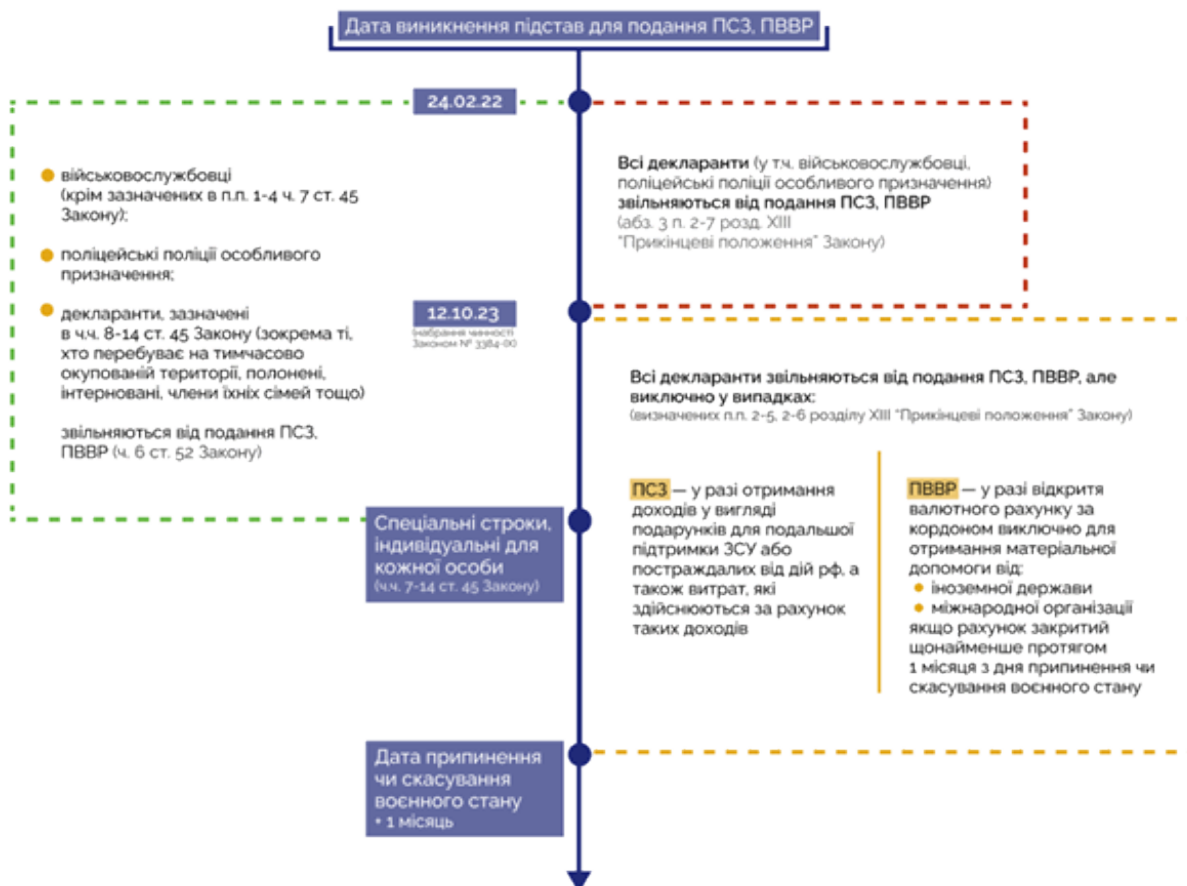 Дата виникнення підстав для подання ПСЗ, ПВВР
24.02.22
військовослужбовці
(крім зазначених в п.п. 1-4 ч. 7 ст. 45
Закону);
поліцейські поліції особливого
призначення;
декларанти, зазначені
в ч.ч. 8-14 ст. 45 Закону (зокрема ті,
хто перебуває на тимчасово
окупованій території, полонені,
інтерновані, члени їхніх сімей тощо)
звільняються від подання ПСЗ,
ПВВР (ч. 6 ст. 52 Закону)
Всі декларанти (у т.ч. військовослужбовці,
поліцейські поліції особливого призначення)
звільняються від подання ПСЗ, ПВВР
(абз. 3 п. 2-7 розд. XIII
“Прикінцеві положення” Закону)
12.10.23
(набрання чинності
Законом № 3384-IX)
Всі декларанти звільняються від подання ПСЗ, ПВВР, але
виключно у випадках:
(визначених п.п. 2-5, 2-6 розділу XIII “Прикінцеві положення” Закону)
ПСЗ — у разі отримання
доходів у вигляді
подарунків для подальшої
підтримки ЗСУ або
постраждалих від дій рф, а
також витрат, які
здійснюються за рахунок
таких доходів
ПВВР — у разі відкритя
валютного рахунку за
кордоном виключно для
отримання матеріальної
допомоги від:
іноземної держави
міжнародної організації
якщо рахунок закритий
щонайменше протягом
1 місяця з дня припинення чи
скасування воєнного стану
Спеціальні строки,
індивідуальні для
кожної особи
(ч.ч. 7-14 ст. 45 Закону)
Дата припинення
чи скасування
воєнного стану
+ 1 місяць